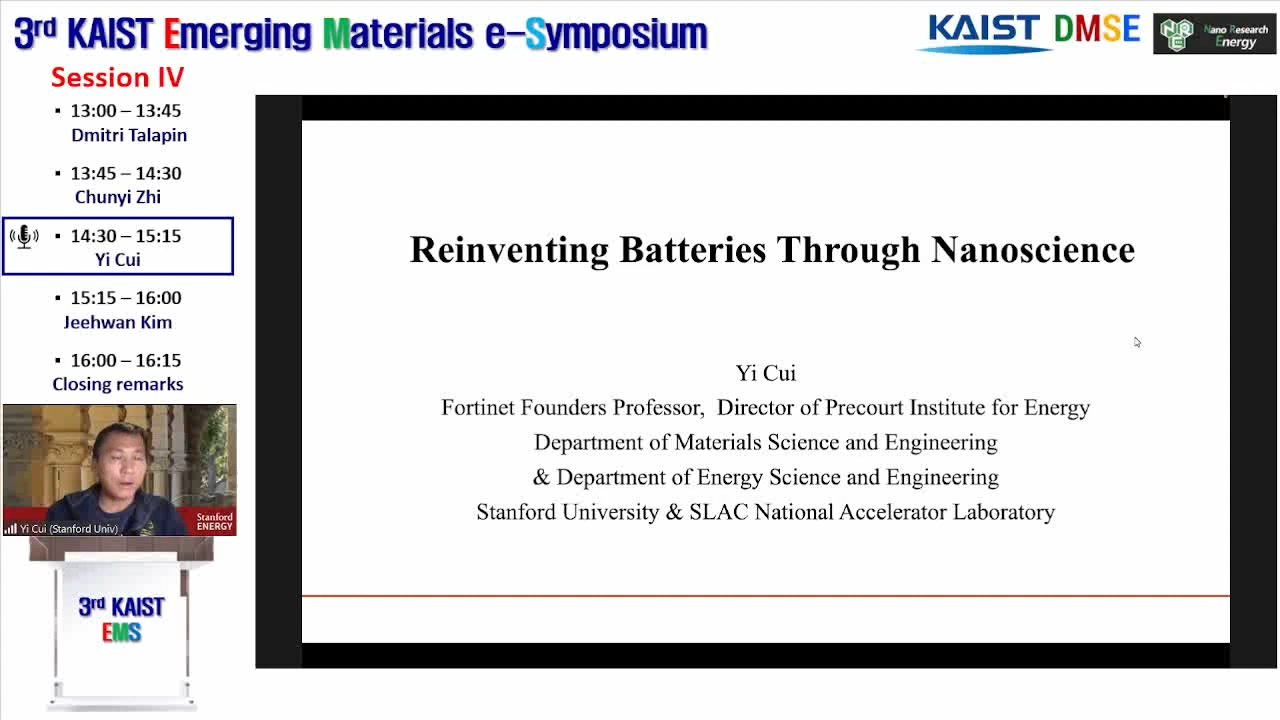 3rd KAIST Emerging Materials e-Symposium
KAIST DMSE
NRE
Nano Research
Energy
Session IV
▪ 13:00 – 13:45
Dmitri Talapin
▪ 13:45 – 14:30
Chunyi Zhi
▪ 14:30 – 15:15
Yi Cui
▪ 15:15 – 16:00
Jeehwan Kim
▪ 16:00 – 16:15
Closing remarks
Reinventing Batteries Through Nanoscience
Yi Cui
Fortinet Founders Professor, Director of Precourt Institute for Energy
Department of Materials Science and Engineering
& Department of Energy Science and Engineering
Stanford University & SLAC National Accelerator Laboratory
Stanford
ENERGY
Yi Cui (Stanford Univ)
3rd KAIST
EMS